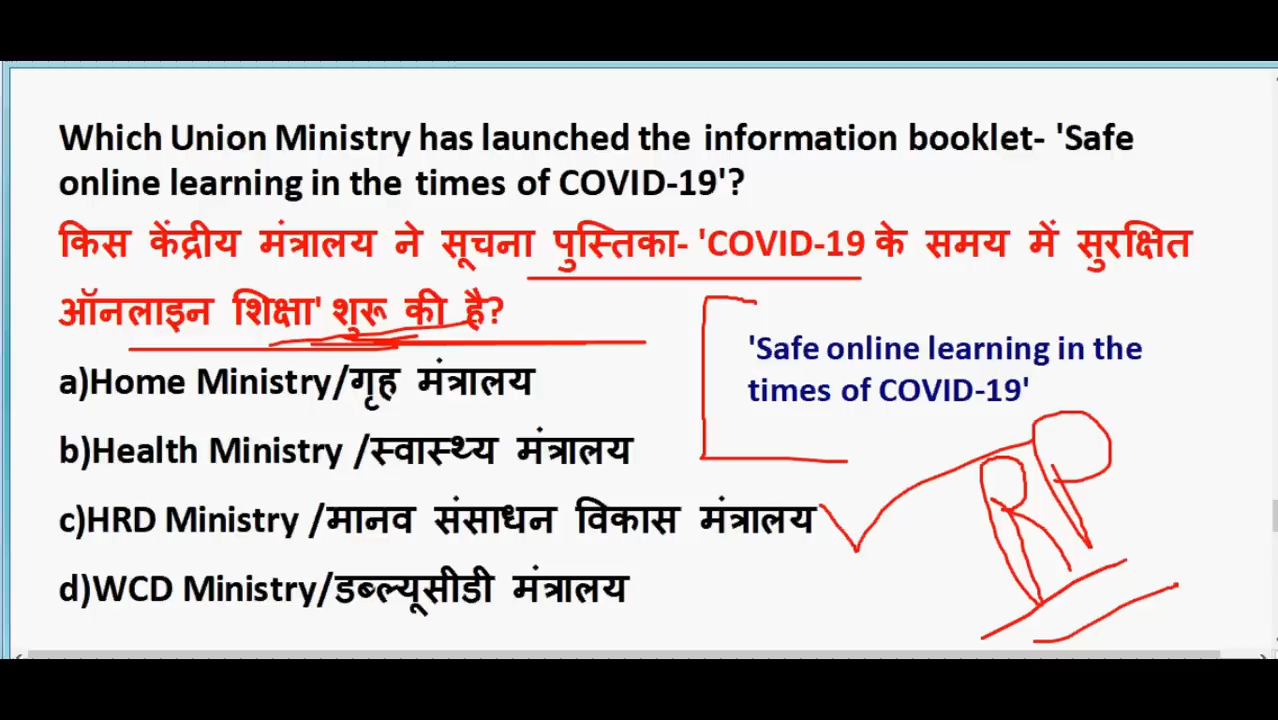 Which Union Ministry has launched the information booklet- 'Safe
online learning in the times of COVID-19'?
किस केंद्रीय मंत्रालय ने सूचना पुस्तिका- 'COVID-19 के समय में सुरक्षित
ऑनलाइन शिक्षा' शुरू की है?
a)Home Ministry/गृह मंत्रालय
b)Health Ministry /स्वास्थ्य मंत्रालय
c)HRD Ministry /मानव संसाधन विकास मंत्रालय
d)WCD Ministry/डब्ल्यूसीडी मंत्रालय
'Safe online learning in the
times of COVID-19'